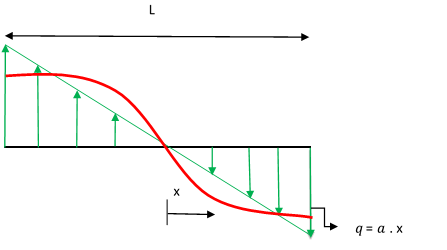 L
x
q = a . x